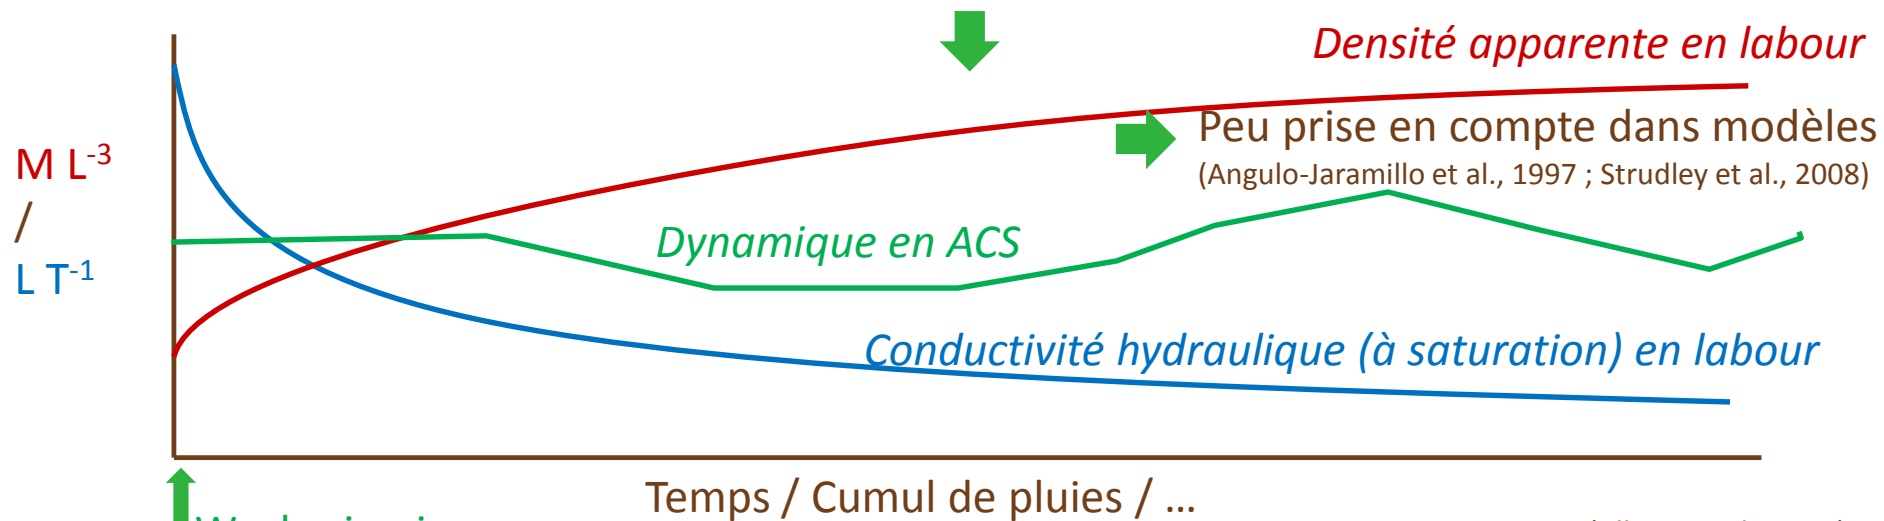 Densité apparente en labour
Peu prise en compte dans modèles
(Angulo-Jaramillo et al., 1997 ; Strudley et al., 2008)
M L-3
/
L T-1
Dynamique en ACS
Conductivité hydraulique (à saturation) en labour
Temps / Cumul de pluies / ...